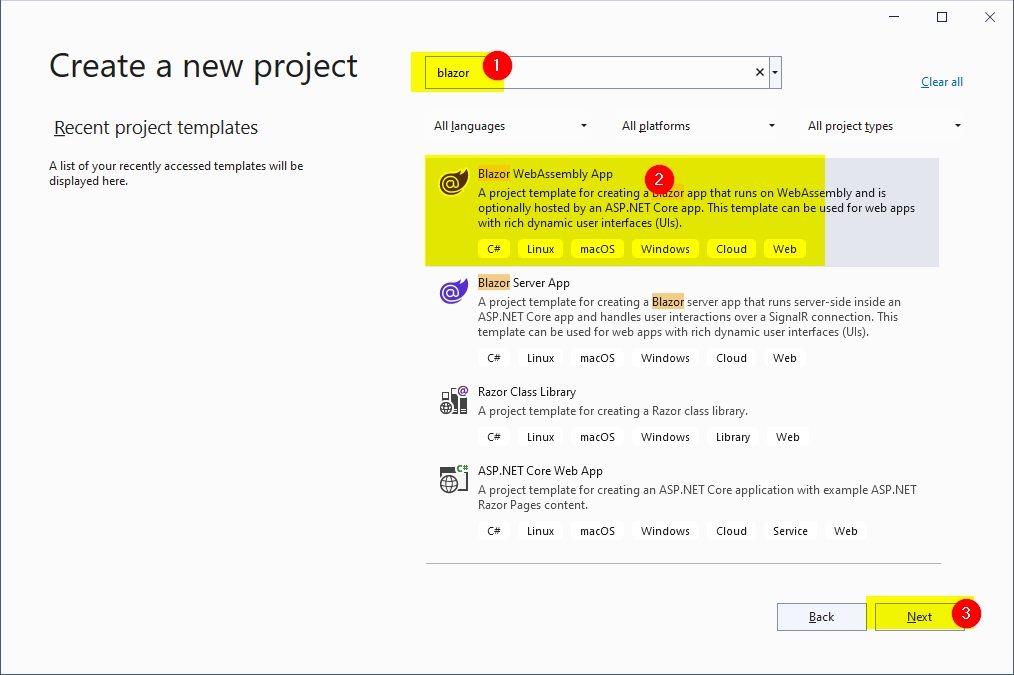 Create a new project
blazor
1
Clear all
Recent project templates
All languages
All platforms
All project types
A list of your recently accessed templates will be
displayed here.
Blazor WebAssembly App
2
A project template for creating a Blazor app that runs on WebAssembly and is
optionally hosted by an ASP.NET Core app. This template can be used for web apps
with rich dynamic user interfaces (UIs).
C# Linux macOS Windows Cloud Web
Blazor Server App
A project template for creating a Blazor server app that runs server-side inside an
ASP.NET Core app and handles user interactions over a SignalR connection. This
template can be used for web apps with rich dynamic user interfaces (UIs).
C# Linux macOS Windows Cloud Web
Razor Class Library
A project template for creating a Razor class library.
C# Linux macOS Windows Library Web
ASP.NET Core Web App
A project template for creating an ASP.NET Core application with example ASP.NET
Razor Pages content.
C# Linux macOS Windows Cloud Service Web
Back
Next
3